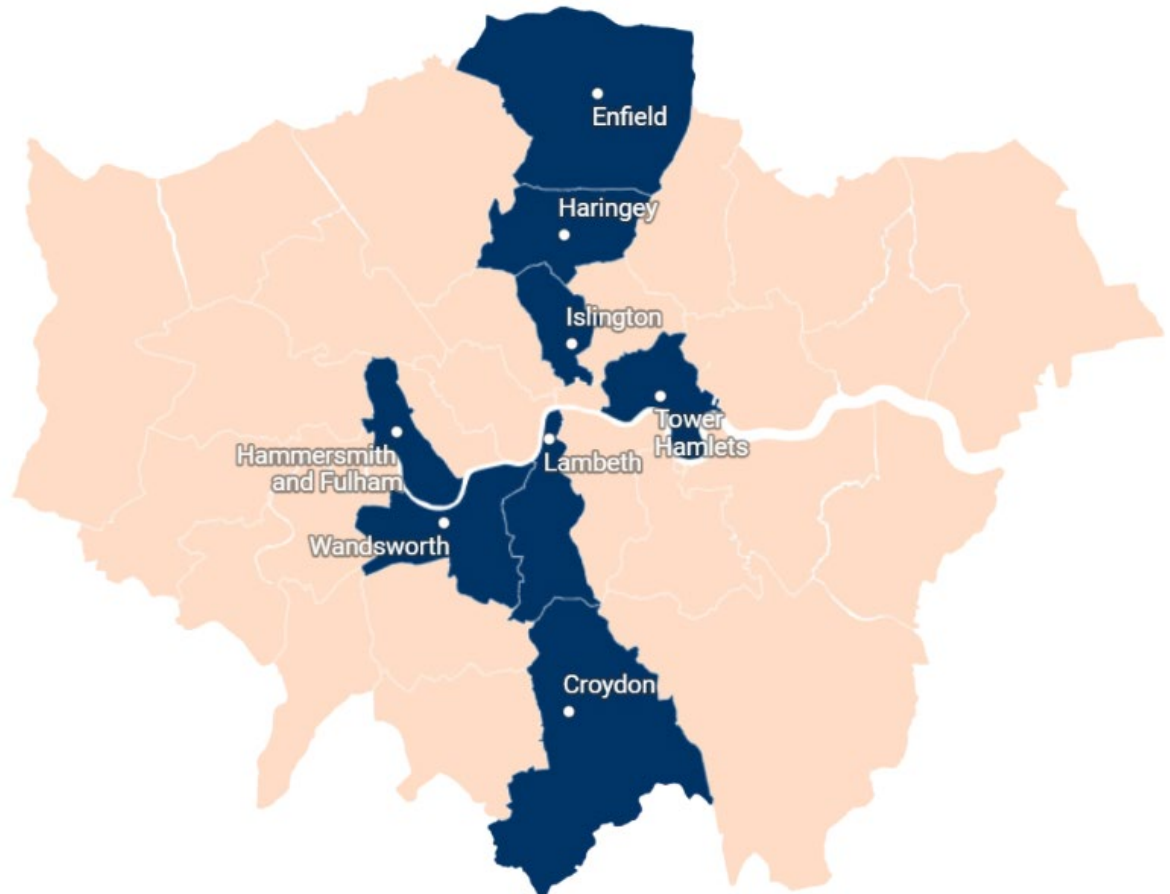 Enfield
Haringey
Islington
Tower
Hamlets
Hammersmith
and Fulham
Lambeth
Wandsworth
Croydon